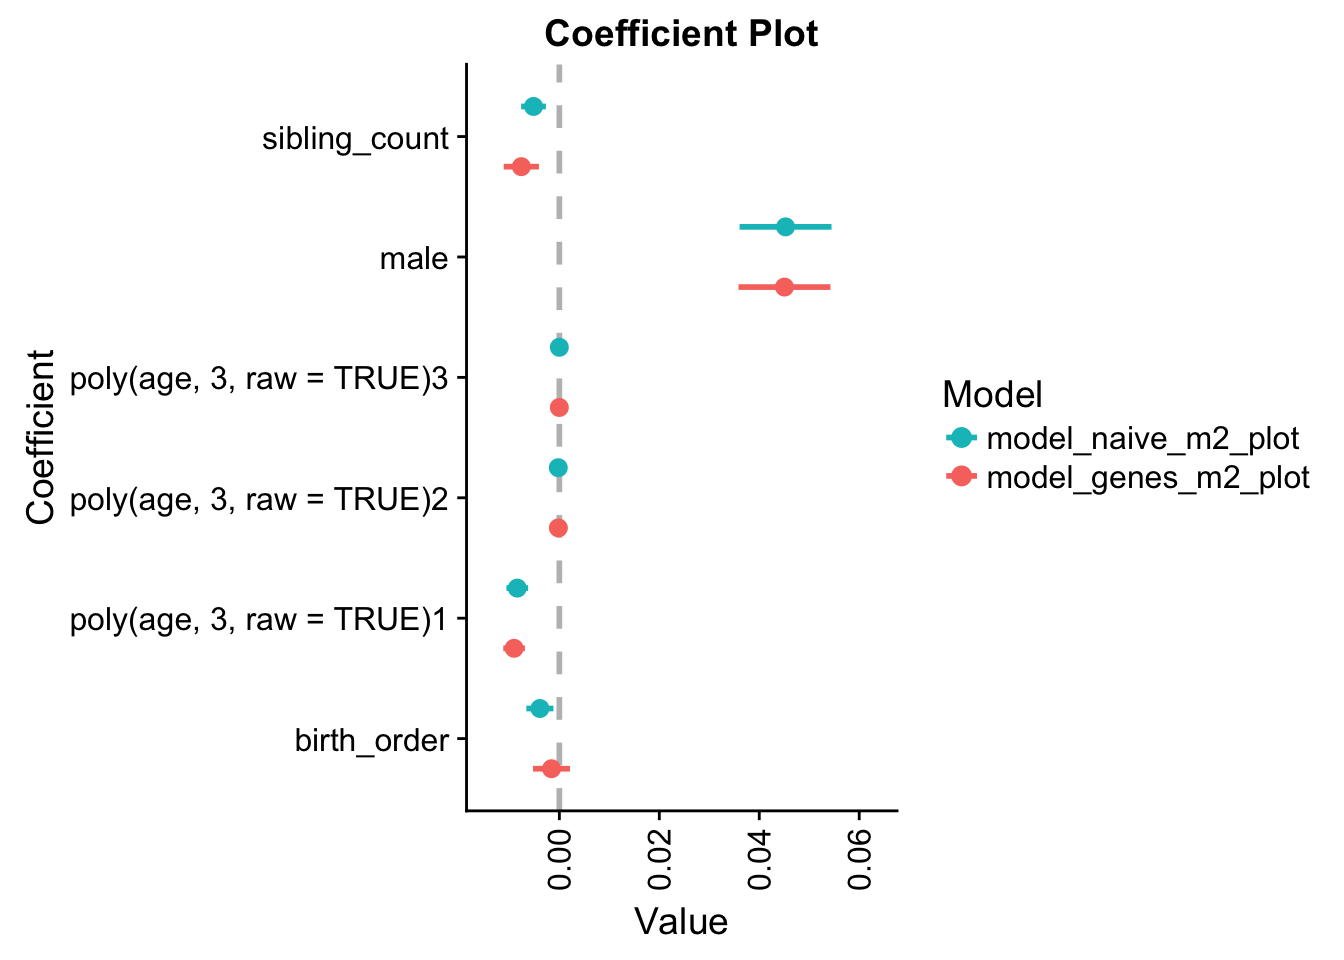 Coefficient Plot
Coefficient
sibling_count
male
poly(age, 3, raw = TRUE)3
poly(age, 3, raw = TRUE)2
poly(age, 3, raw = TRUE)1
birth_order
0.00
0.02
0.04
0.06
Value
Model
model_naive_m2_plot
model_genes_m2_plot